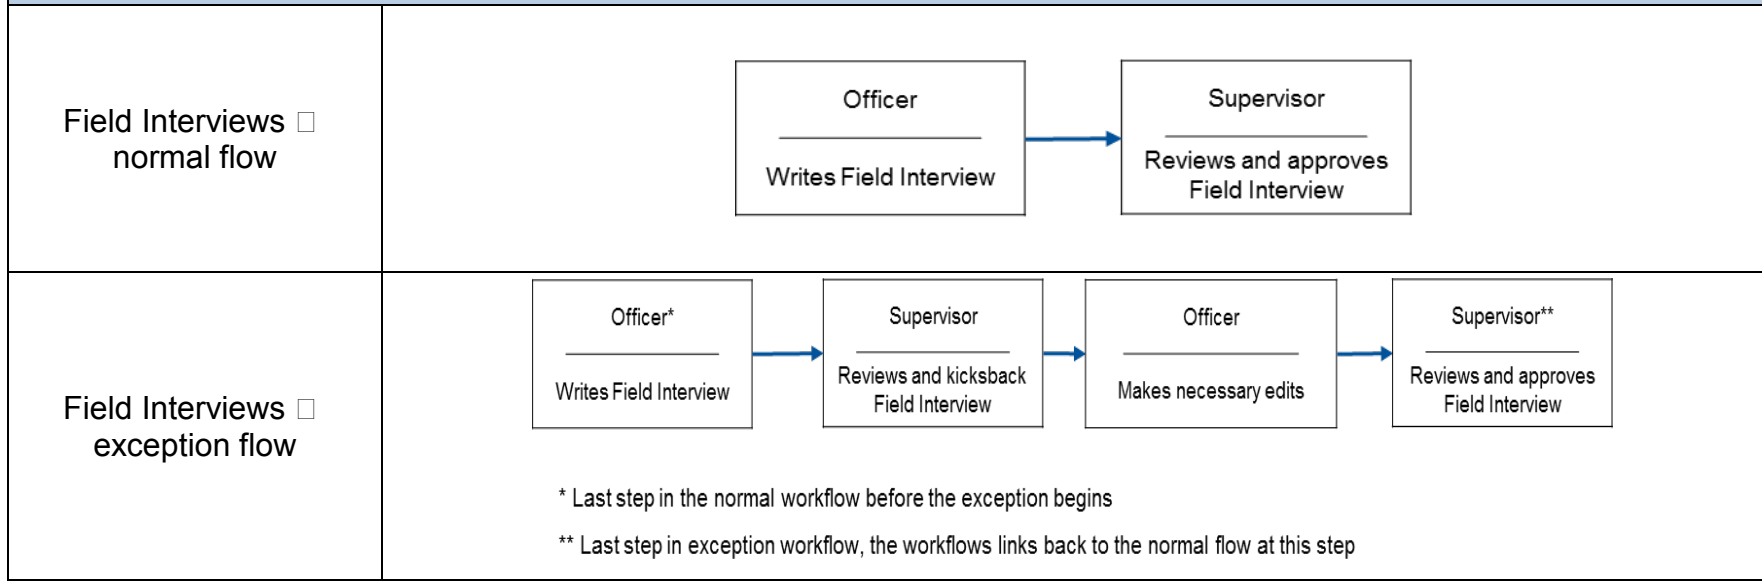 Field Interviews □
normal flow
Officer
Writes Field Interview
Supervisor
Reviews and approves
Field Interview
Field Interviews □
exception flow
Officer*
Writes Field Interview
Supervisor
Reviews and kicksback
Field Interview
Officer
Makes necessary edits
Supervisor**
Reviews and approves
Field Interview
* Last step in the normal workflow before the exception begins
** Last step in exception workflow, the workflows links back to the normal flow at this step